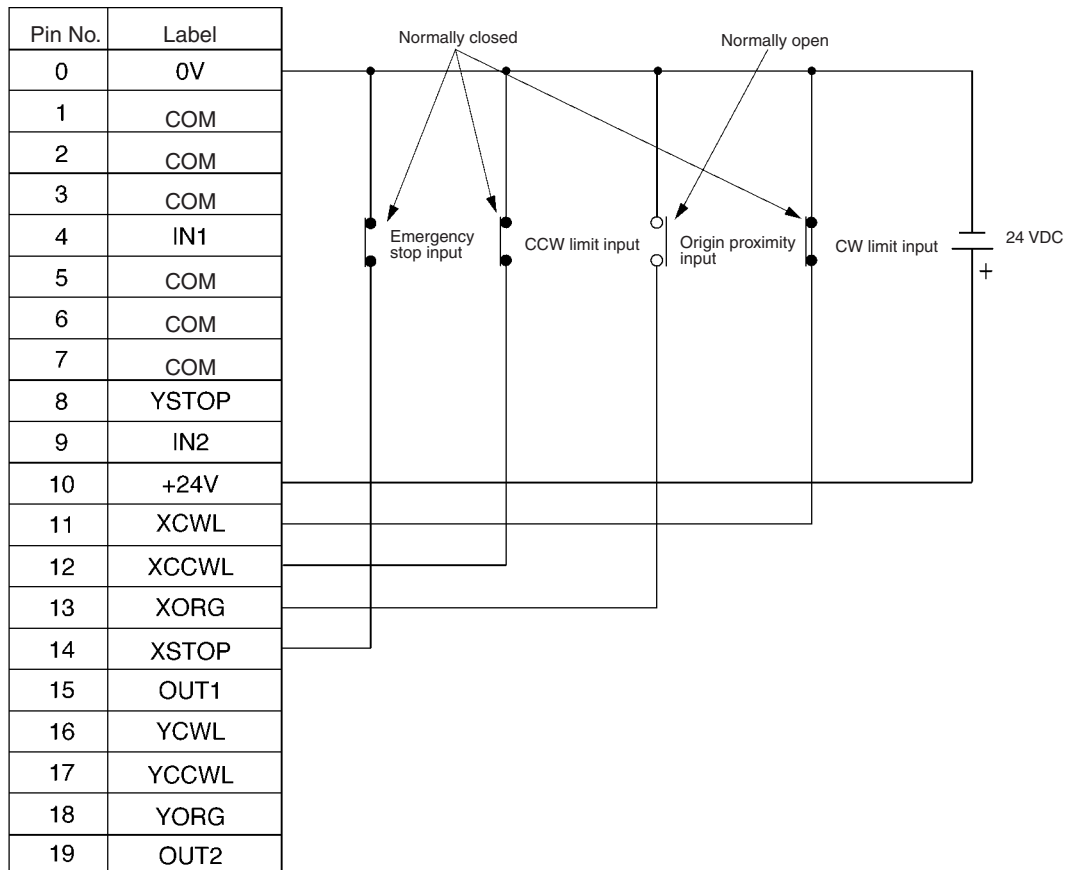 Pin No. Label
0 0V
1 COM
2 COM
3 COM
4 IN1
5 COM
6 COM
7 COM
8 YSTOP
9 IN2
10 +24V
11 XCWL
12 XCCWL
13 XORG
14 XSTOP
15 OUT1
16 YCWL
17 YCCWL
18 YORG
19 OUT2
Normally closed
Normally open
Emergency
stop input
CCW limit input
Origin proximity
input
CW limit input
24 VDC
+